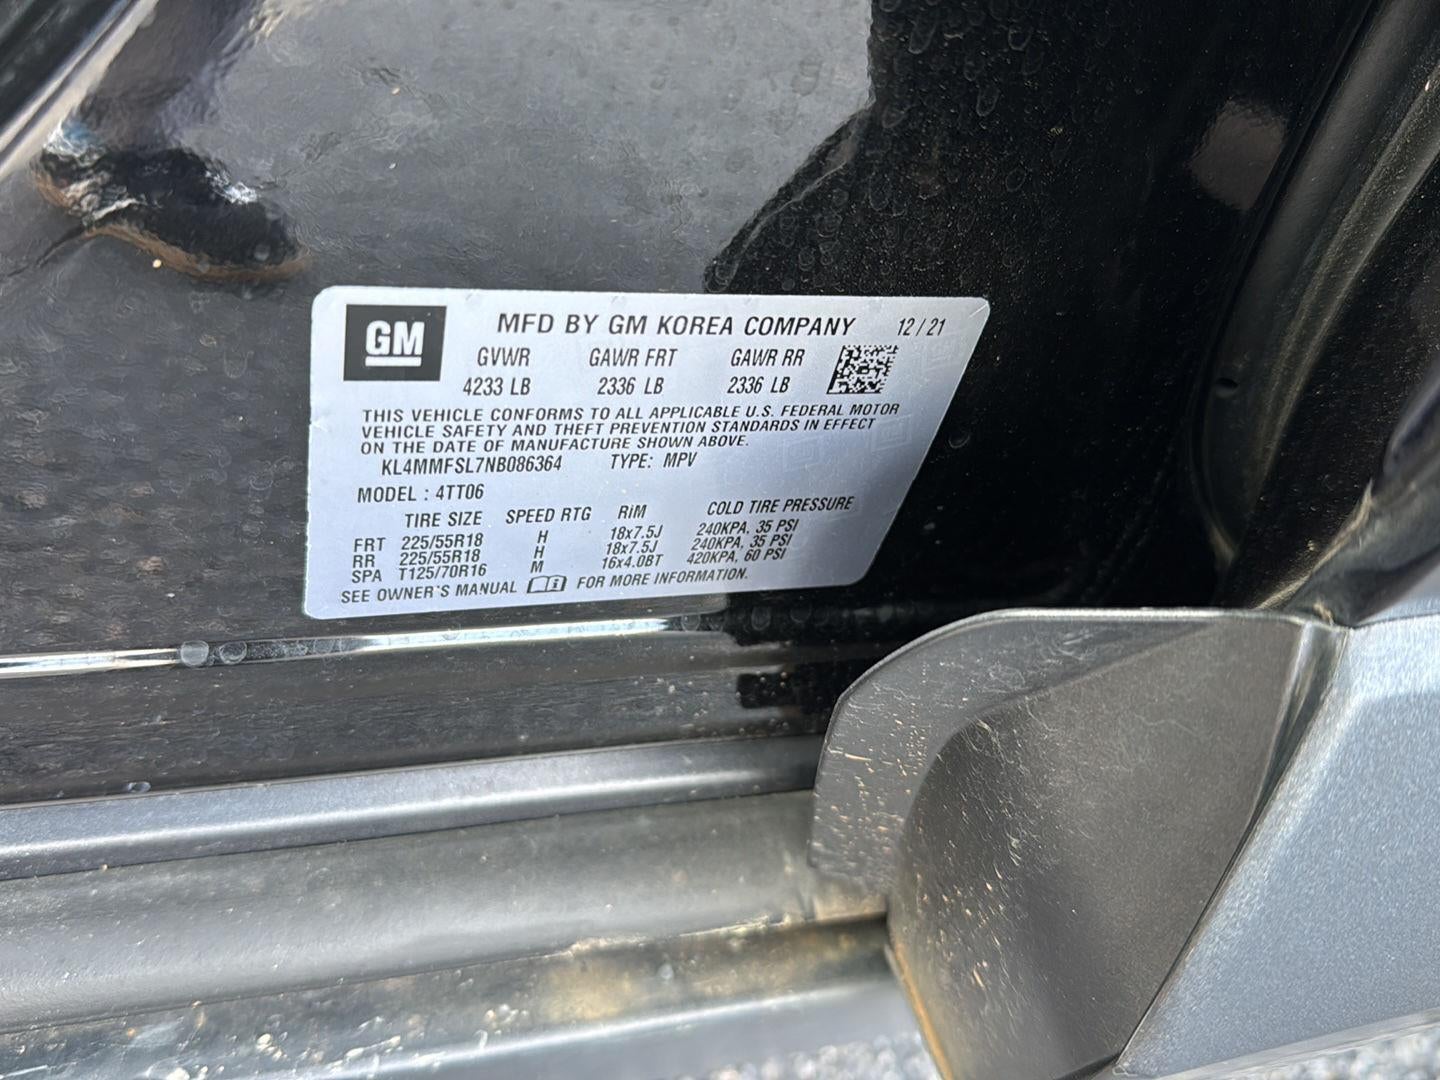 GM
MFD BY GM KOREA COMPANY 12 / 21
GVWR GAWR FRT GAWR RR
4233 LB 2336 LB 2336 LB
THIS VEHICLE CONFORMS TO ALL APPLICABLE U.S. FEDERAL MOTOR
VEHICLE SAFETY AND THEFT PREVENTION STANDARDS IN EFFECT
ON THE DATE OF MANUFACTURE SHOWN ABOVE.
KL4MMFSL7NB086364 TYPE: MPV
MODEL : 4TT06
TIRE SIZE SPEED RTG RIM COLD TIRE PRESSURE
FRT 225/55R18 H 18x7.5J 240KPA, 35 PSI
RR 225/55R18 H 18x7.5J 240KPA, 35 PSI
SPA T125/70R16 M 16x4.0BT 420KPA, 60 PSI
SEE OWNER'S MANUAL FOR MORE INFORMATION.